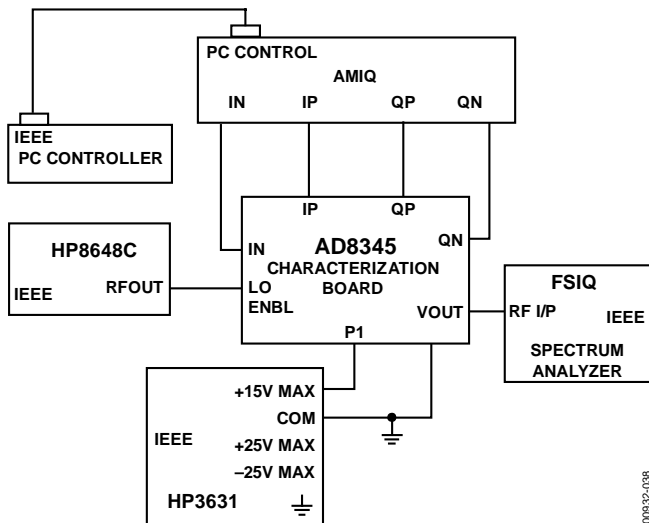 PC CONTROL
AMIQ
IN IP QP QN
IEEE
PC CONTROLLER
IP QP
HP8648C
IEEE RFOUT
IN
AD8345
QN
CHARACTERIZATION
BOARD
LO
ENBL
VOUT
P1
FSIQ
RF I/P IEEE
SPECTRUM
ANALYZER
+15V MAX
COM
IEEE
+25V MAX
–25V MAX
HP3631
00932-038